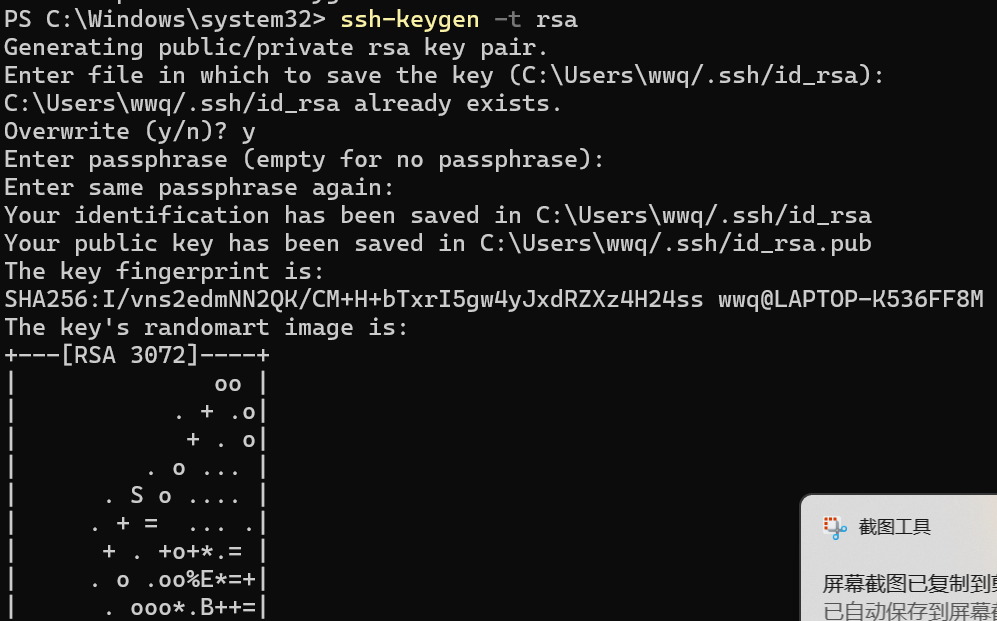 PS C:\Windows\system32> ssh-keygen -t rsa
Generating public/private rsa key pair.
Enter file in which to save the key (C:\Users\wwq/.ssh/id_rsa):
C:\Users\wwq/.ssh/id_rsa already exists.
Overwrite (y/n)? y
Enter passphrase (empty for no passphrase):
Enter same passphrase again:
Your identification has been saved in C:\Users\wwq/.ssh/id_rsa
Your public key has been saved in C:\Users\wwq/.ssh/id_rsa.pub
The key fingerprint is:
SHA256:I/vns2edmNN2QK/CM+H+bTxrI5gw4yJxdRZXz4H24ss wwq@LAPTOP-K536FF8M
The key's randomart image is:
+---[RSA 3072]----+
|               oo |
|            . + .o|
|             + . o|
|          . o ... |
|       . S o .... |
|      . + =  ... .|
|       + . +o+*.= |
|      . o .oo%E*=+|
|       . ooo*.B++=|
截图工具
屏幕截图已复制到
已自动保存到屏幕